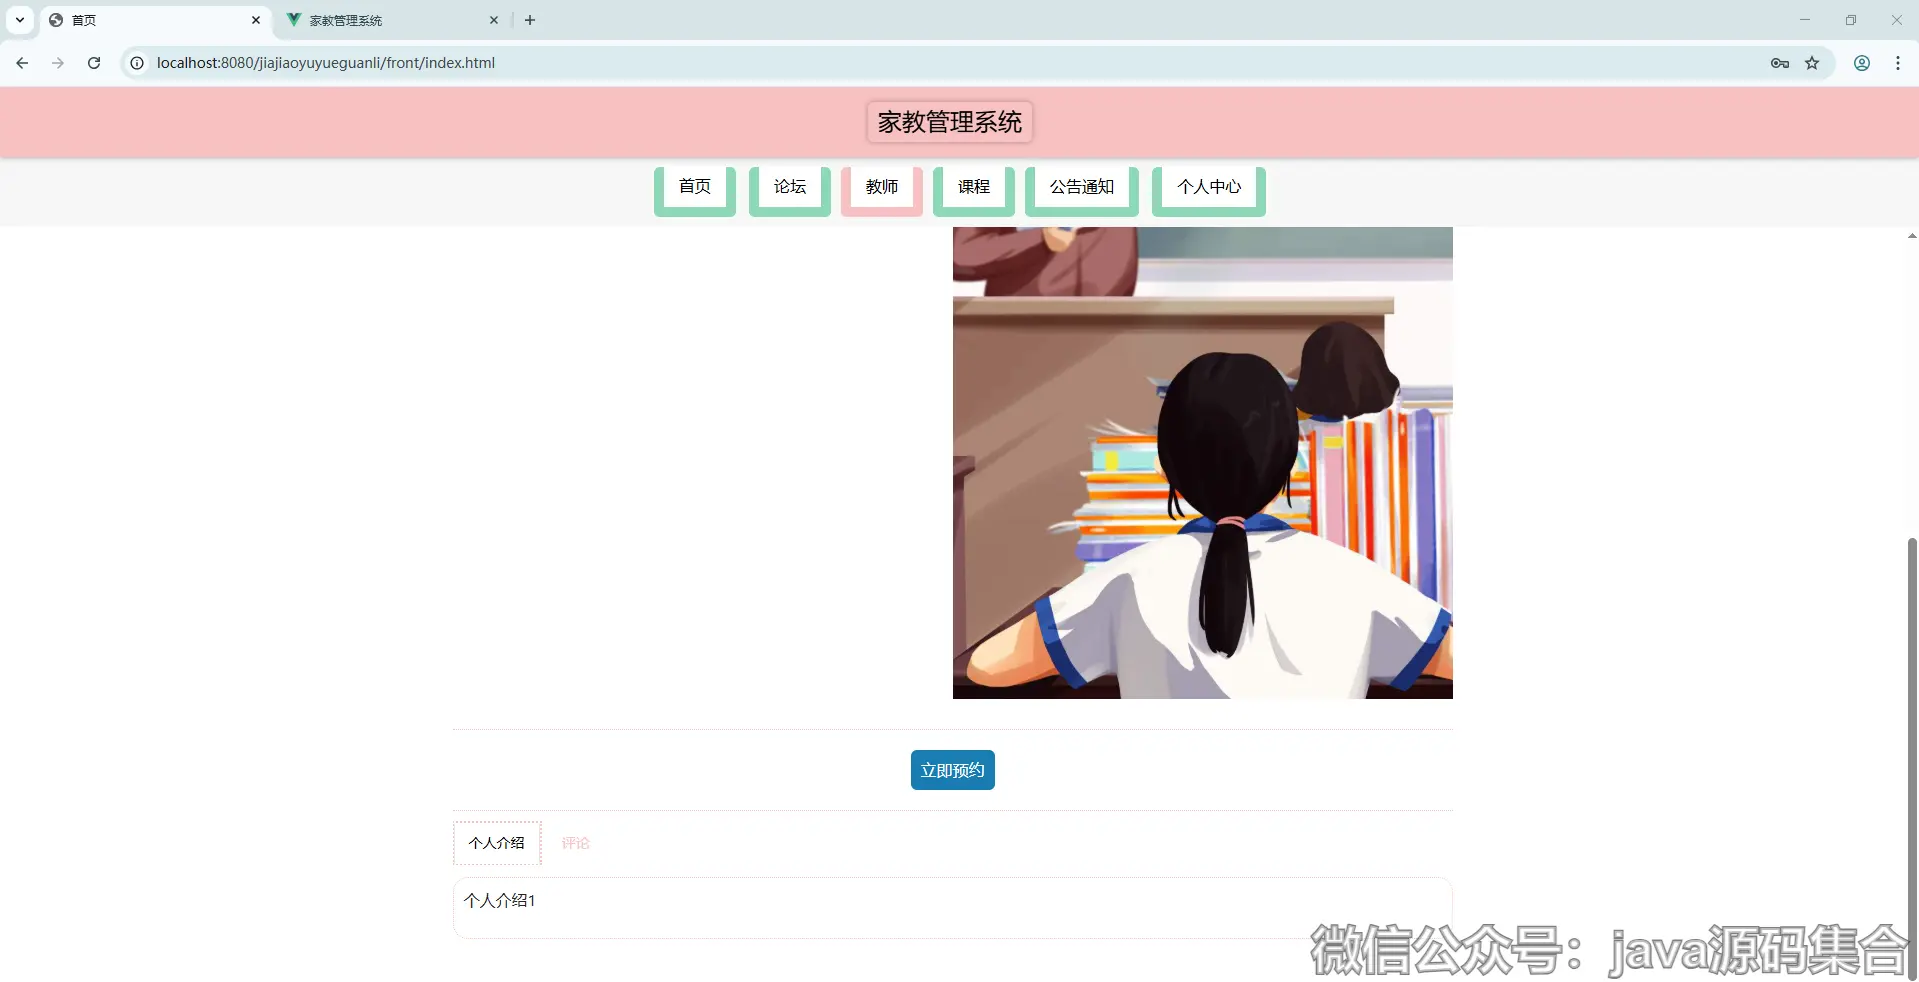 首页
家教管理系统
localhost:8080/jiajiaoyuyueguanli/front/index.html
家教管理系统
首页 论坛 教师 课程 公告通知 个人中心
立即预约
个人介绍 评论
个人介绍1
微信公众号：java源码集合